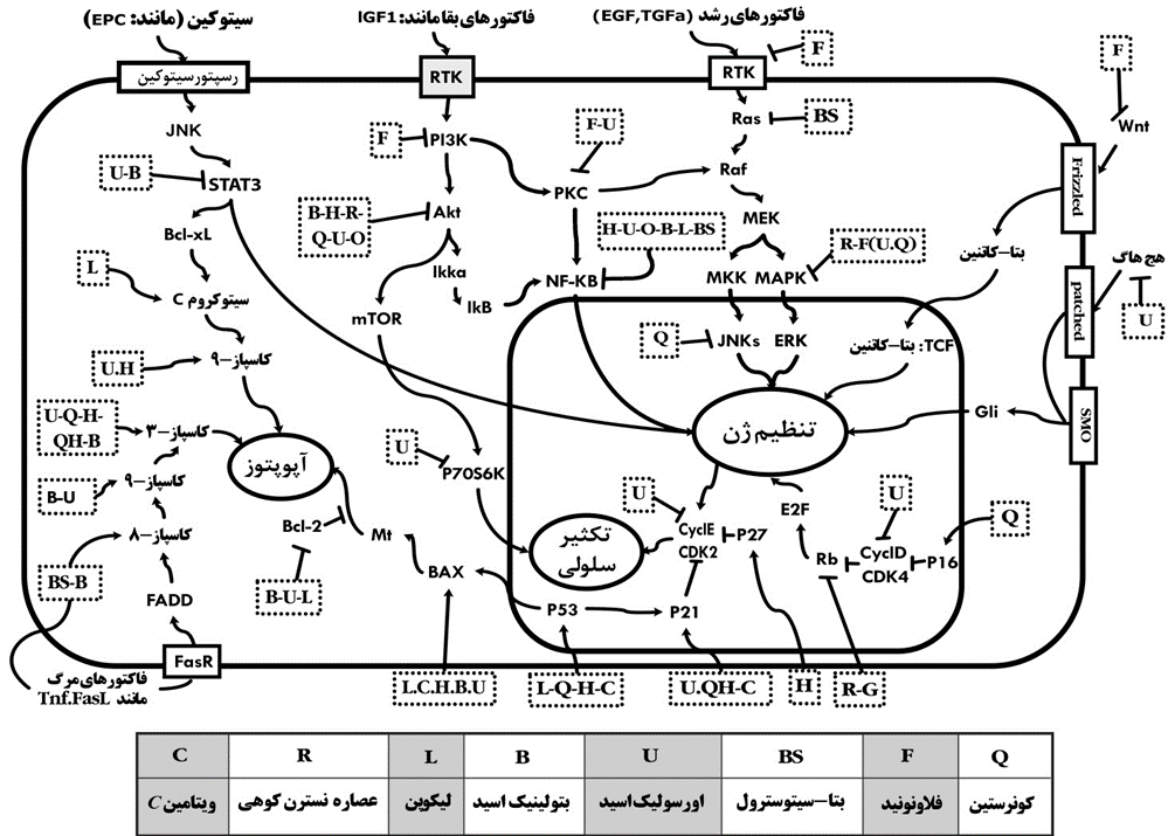 سیتوکین (مانند: EPC)
فاکتورهای بقا مانند: IGF1
فاکتورهای رشد (EGF,TGFa)
F
F
رسپتور سیتوکین
RTK
RTK
JNK
F
PI3K
F-U
Ras
BS
Wnt
U-B
STAT3
PKC
Raf
Frizzled
B-H-R-
Q-U-O
Akt
H-U-O-B-L-BS
MEK
R-F(U.Q)
Bcl-xL
Ikka
NF-KB
MKK
MAPK
بتا-کاتنین
هج هاگ
L
سیتوکروم C
IkB
patched
U
mTOR
Q
JNKs
ERK
بتا-کاتنین :TCF
U.H
کاسپاز-۹
Gli
SMO
U-Q-H-
QH-B
کاسپاز-۳
آپوپتوز
تنظیم ژن
U
P70S6K
B-U
کاسپاز-۹
U
E2F
U
Q
کاسپاز-۸
Bcl-2
Mt
تکثیر
سلولی
CyclE
CDK2
P27
Rb
CyclD
CDK4
P16
BS-B
B-U-L
BAX
FADD
P53
P21
FasR
فاکتورهای مرگ
مانند Tnf.FasL
L.C.H.B.U
L-Q-H-C
U.QH-C
H
R-G
C R L B U BS F Q
ویتامین C عصاره نسترن کوهی لیکوپن بتولینیک اسید اورسولیک اسید بتا-سیتوسترول فلاونوئید کوئرستین